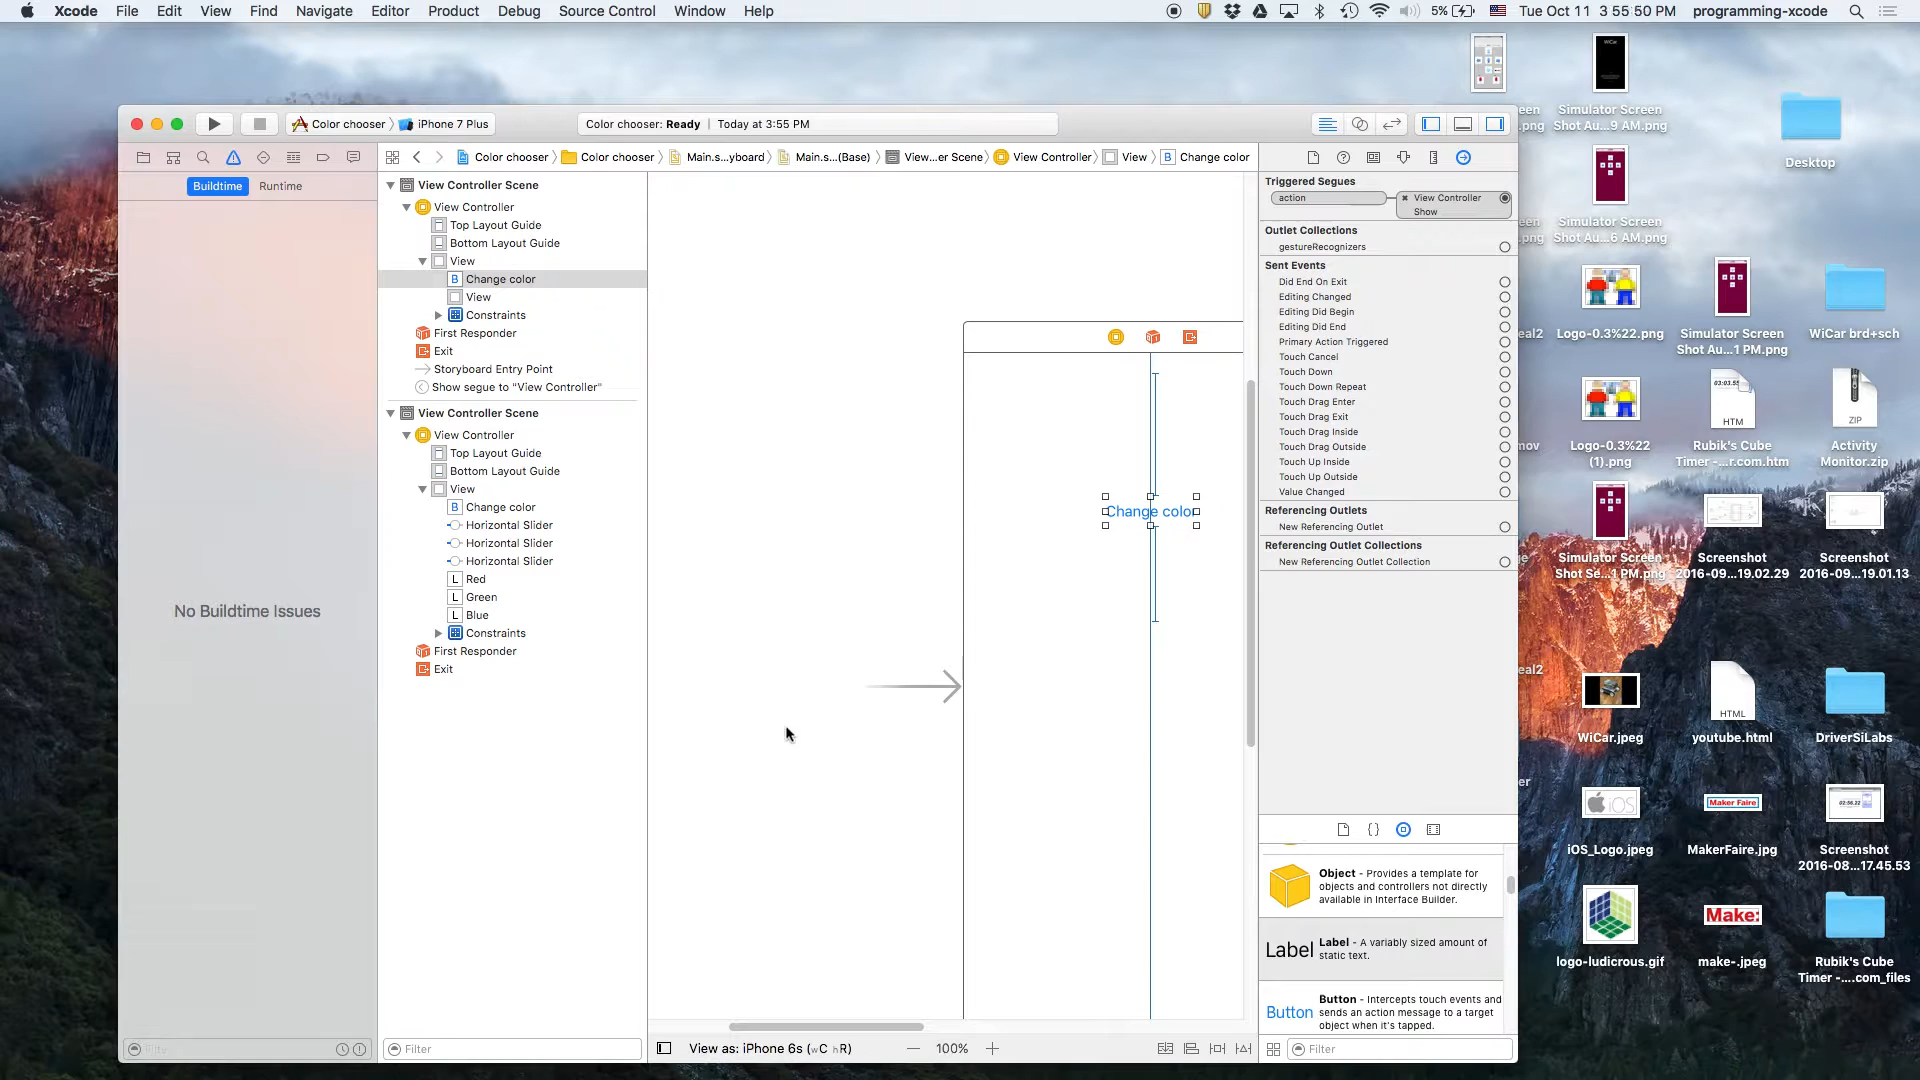 Xcode File Edit View Find Navigate Editor Product Debug Source Control Window Help 5% Tue Oct 11 3 55:50 PM programming-xcode
Color chooser iPhone 7 Plus Color chooser: Ready | Today at 3:55 PM
Color chooser Color chooser Main.s...yboard Main.s...(Base) View...er Scene View Controller View B Change color
Buildtime Runtime
No Buildtime Issues
View Controller Scene
View Controller
Top Layout Guide
Bottom Layout Guide
View
B Change color
View
Constraints
First Responder
Exit
Storyboard Entry Point
Show segue to "View Controller"
View Controller Scene
View Controller
Top Layout Guide
Bottom Layout Guide
View
B Change color
Horizontal Slider
Horizontal Slider
Horizontal Slider
L Red
L Green
L Blue
Constraints
First Responder
Exit
Filter
Filter
Change color
View as: iPhone 6s (wC hR) 100%
Triggered Segues
action View Controller
Show
Outlet Collections
gestureRecognizers
Sent Events
Did End On Exit
Editing Changed
Editing Did Begin
Editing Did End
Primary Action Triggered
Touch Cancel
Touch Down
Touch Down Repeat
Touch Drag Enter
Touch Drag Exit
Touch Drag Inside
Touch Drag Outside
Touch Up Inside
Touch Up Outside
Value Changed
Referencing Outlets
New Referencing Outlet
Referencing Outlet Collections
New Referencing Outlet Collection
Object - Provides a template for
objects and controllers not directly
available in Interface Builder.
Label Label - A variably sized amount of
static text.
Button Button - Intercepts touch events and
sends an action message to a target
object when it's tapped.
Filter
Simulator Screen
Shot Au...9 AM.png
Desktop
Simulator Screen
Shot Au...6 AM.png
Logo-0.3%22.png
Simulator Screen
Shot Au...1 PM.png
WiCar brd+sch
HTM
ZIP
Logo-0.3%22
(1).png
Rubik's Cube
Timer -...r.com.htm
Activity
Monitor.zip
Simulator Screen
Shot Se...1 PM.png
Screenshot
2016-09...19.02.29
Screenshot
2016-09...19.01.13
HTML
WiCar.jpeg
youtube.html
DriverSiLabs
iOS
Maker Faire
iOS_Logo.jpeg
MakerFaire.jpg
Screenshot
2016-08...17.45.53
Make:
logo-ludicrous.gif
make-.jpeg
Rubik's Cube
Timer -....com_files